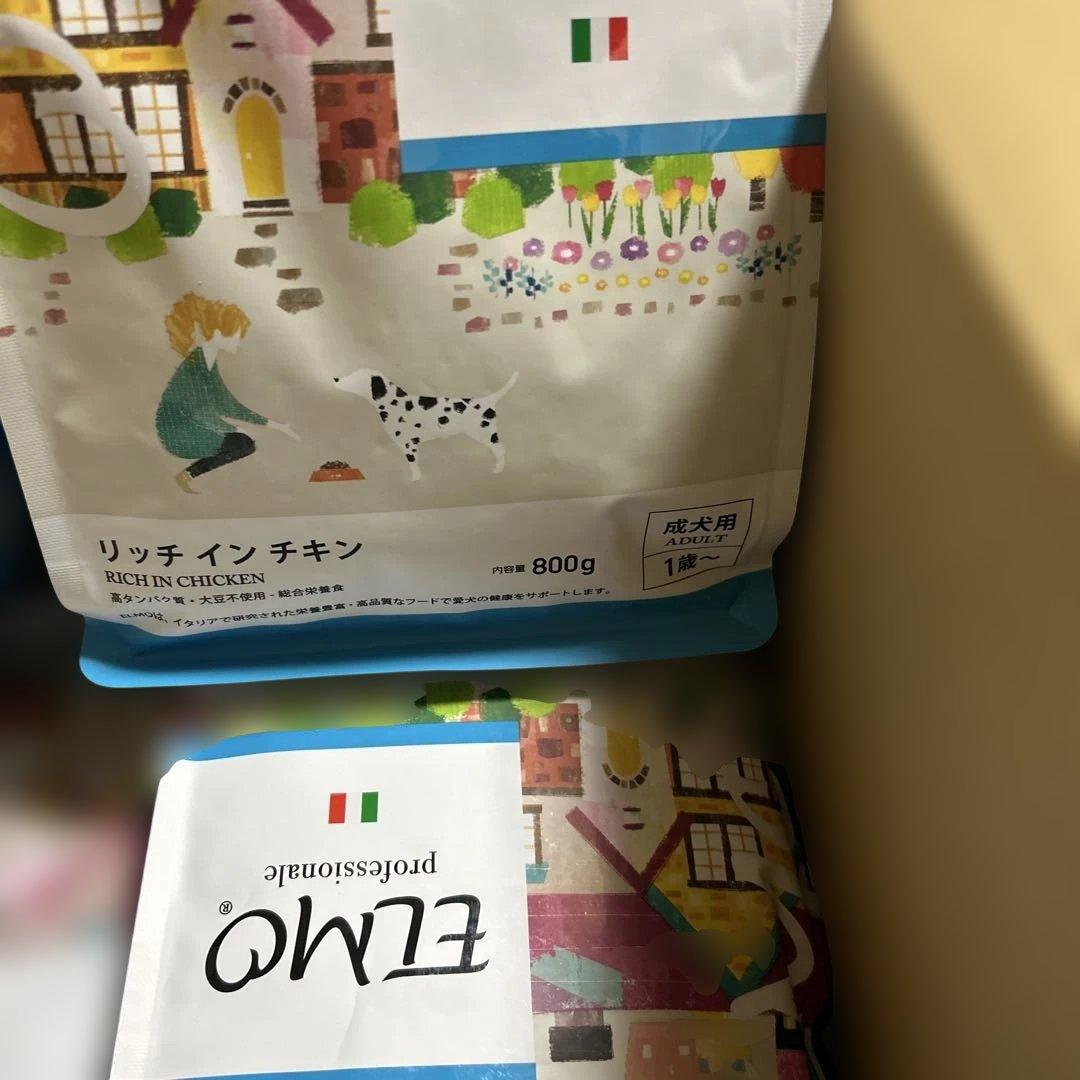 リッチ イン チキン
RICH IN CHICKEN
内容量 800g
成犬用
ADULT
1歳～
高タンパク質・大豆不使用 - 総合栄養食
ELMOは、イタリアで研究された栄養豊富・高品質なフードで愛犬の健康をサポートします。
professionale
ELMO®